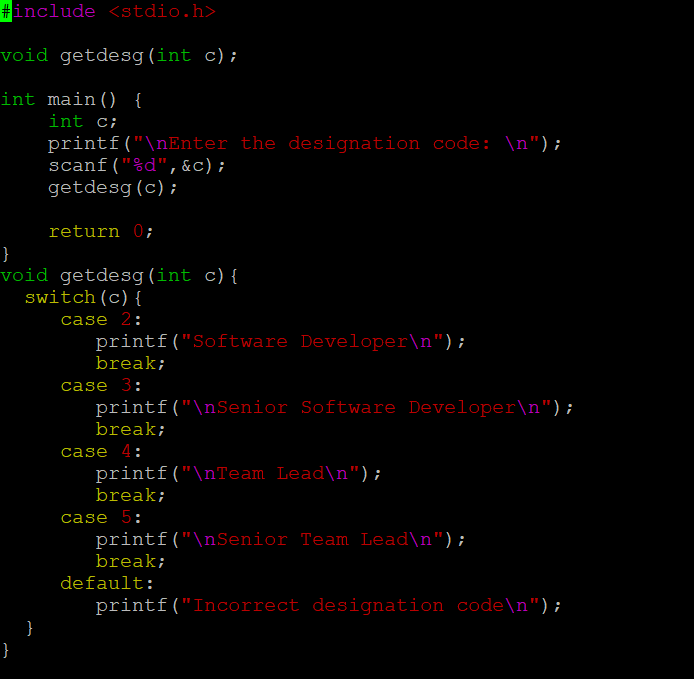 #include <stdio.h>

void getdesg(int c);

int main() {
    int c;
    printf("\nEnter the designation code: \n");
    scanf("%d",&c);
    getdesg(c);

    return 0;
}
void getdesg(int c){
  switch(c){
     case 2:
        printf("Software Developer\n");
        break;
     case 3:
        printf("\nSenior Software Developer\n");
        break;
     case 4:
        printf("\nTeam Lead\n");
        break;
     case 5:
        printf("\nSenior Team Lead\n");
        break;
     default:
        printf("Incorrect designation code\n");
  }
}